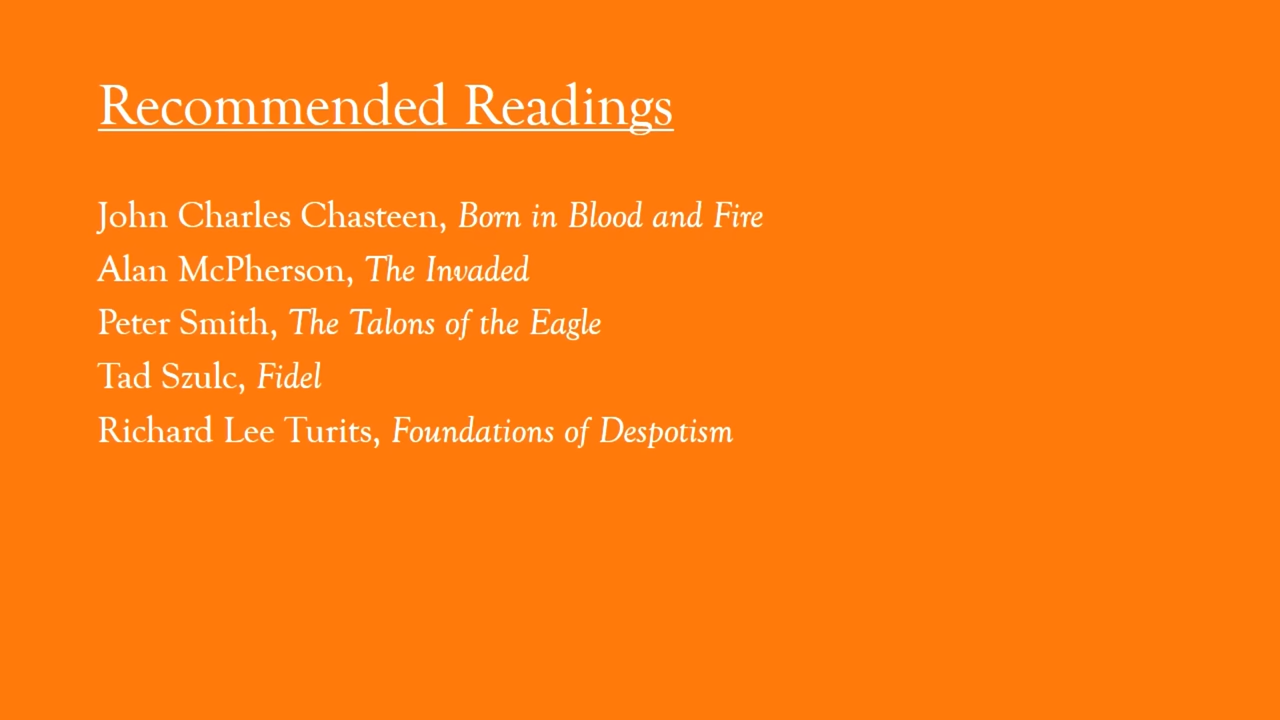 Recommended Readings
John Charles Chasteen, Born in Blood and Fire
Alan McPherson, The Invaded
Peter Smith, The Talons of the Eagle
Tad Szulc, Fidel
Richard Lee Turits, Foundations of Despotism